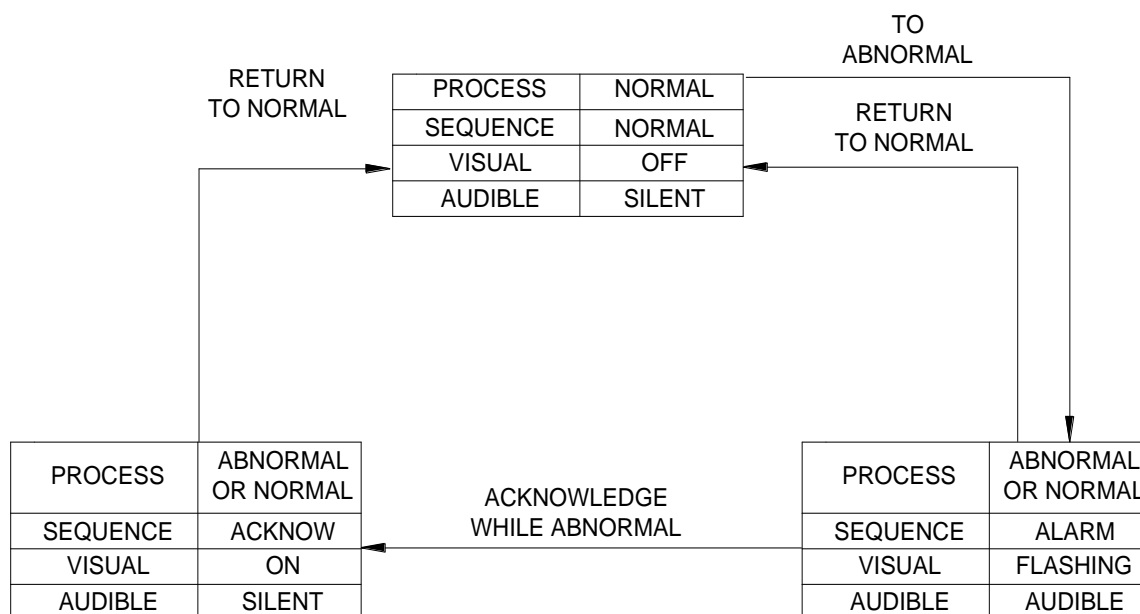 TO
ABNORMAL
RETURN
TO NORMAL
PROCESS NORMAL
SEQUENCE NORMAL
VISUAL OFF
AUDIBLE SILENT
RETURN
TO NORMAL
PROCESS ABNORMAL
OR NORMAL
SEQUENCE ACKNOW
VISUAL ON
AUDIBLE SILENT
ACKNOWLEDGE
WHILE ABNORMAL
PROCESS ABNORMAL
OR NORMAL
SEQUENCE ALARM
VISUAL FLASHING
AUDIBLE AUDIBLE